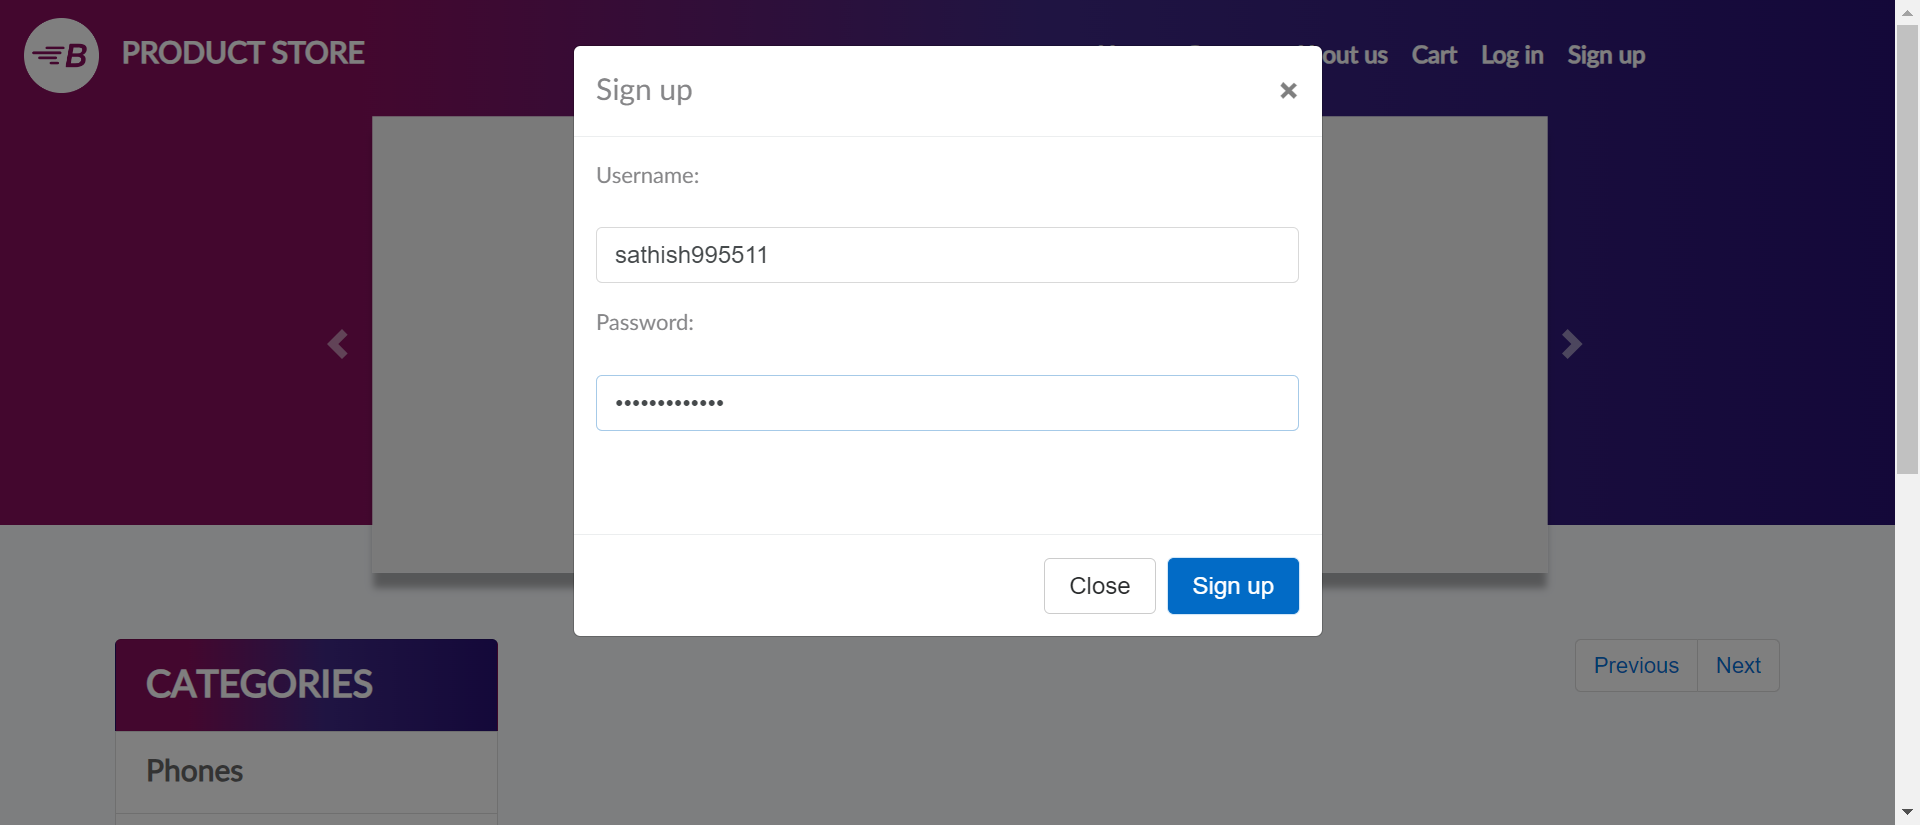 B PRODUCT STORE
out us Cart Log in Sign up
Sign up
×
Username:
sathish995511
Password:
•••••••••••••
Close Sign up
CATEGORIES
Previous Next
Phones